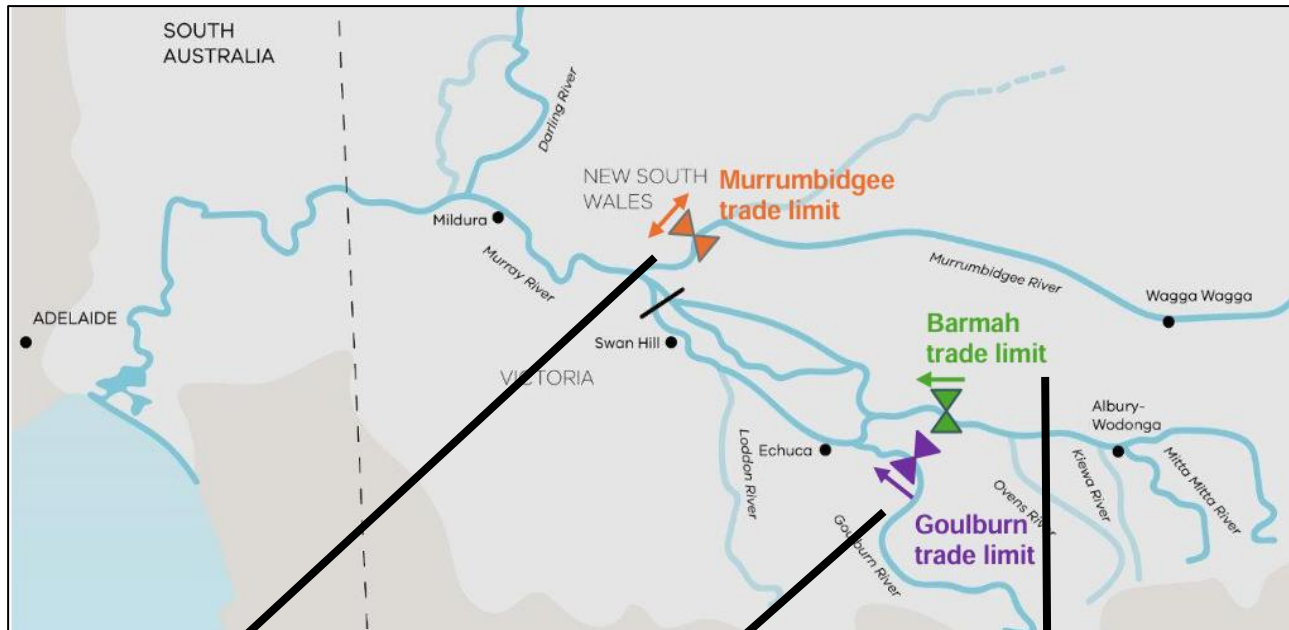 SOUTH
AUSTRALIA
Darling River
NEW SOUTH
WALES
Murrumbidgee
trade limit
Mildura
Murray River
Murrumbidgee River
Wagga Wagga
ADELAIDE
Swan Hill
Barmah
trade limit
VICTORIA
Albury-
Wodonga
Echuca
Loddon River
Ovens River
Kiewa River
Mitta Mitta River
Goulburn River
Goulburn
trade limit